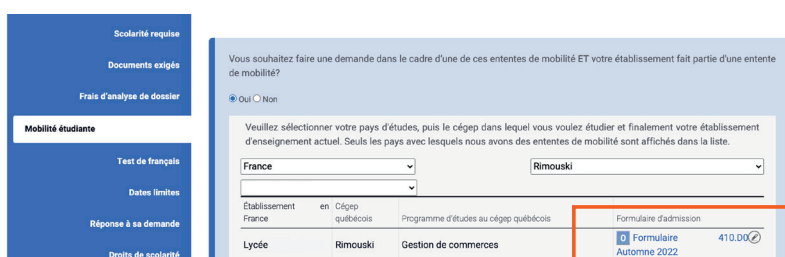 Scolarité requise
Documents exigés
Frais d'analyse de dossier
Mobilité étudiante
Test de français
Dates limites
Réponse à sa demande
Droits de scolarité
Vous souhaitez faire une demande dans le cadre d'une de ces ententes de mobilité ET votre établissement fait partie d'une entente
de mobilité?
Oui Non
Veuillez sélectionner votre pays d'études, puis le cégep dans lequel vous voulez étudier et finalement votre établissement
d'enseignement actuel. Seuls les pays avec lesquels nous avons des ententes de mobilité sont affichés dans la liste.
France Rimouski
Établissement en Cégep
France québécois Programme d'études au cégep québécois Formulaire d'admission
Lycée Rimouski Gestion de commerces 0 Formulaire 410.D0
Automne 2022